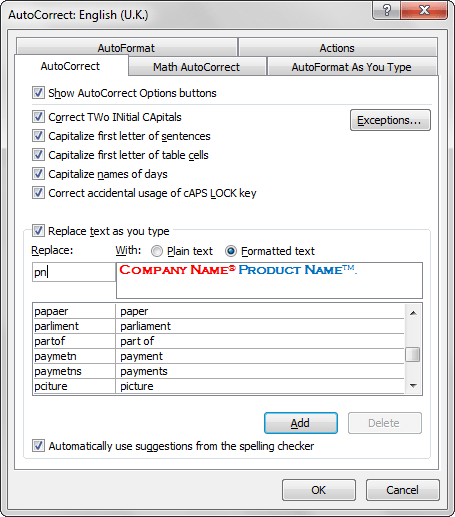 AutoCorrect: English (U.K.)
?
AutoFormat Actions
AutoCorrect Math AutoCorrect AutoFormat As You Type
Show AutoCorrect Options buttons
Correct TWo INitial CApitals Exceptions...
Capitalize first letter of sentences
Capitalize first letter of table cells
Capitalize names of days
Correct accidental usage of cAPS LOCK key
Replace text as you type
Replace: With: Plain text Formatted text
pn Company Name® Product Name™.
papaer paper
parliment parliament
partof part of
paymetn payment
paymetns payments
pciture picture
Add Delete
Automatically use suggestions from the spelling checker
OK Cancel